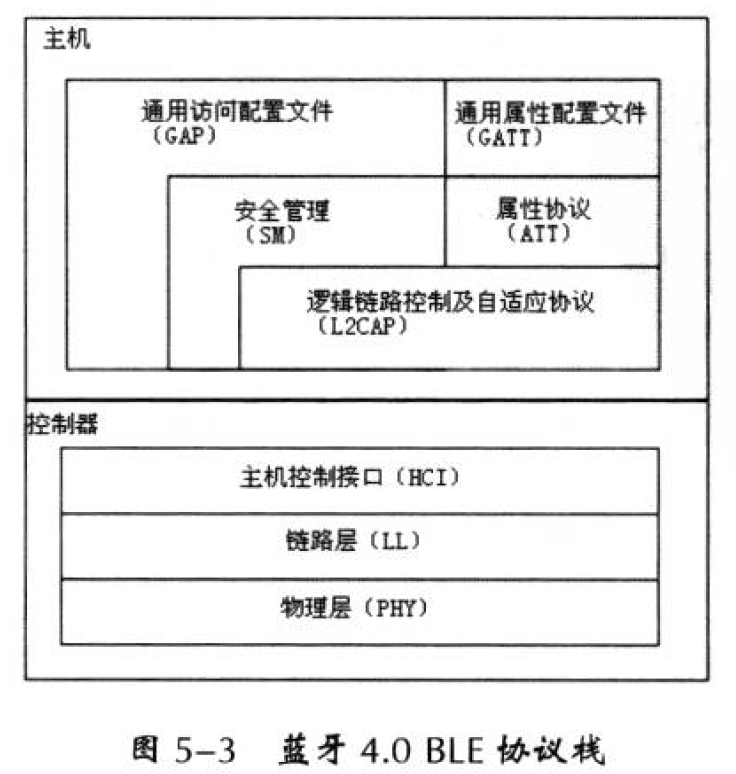 主机
通用访问配置文件
（GAP）
通用属性配置文件
（GATT）
安全管理
（SM）
属性协议
（ATT）
逻辑链路控制及自适应协议
（L2CAP）
控制器
主机控制接口（HCI）
链路层（LL）
物理层（PHY）
图 5-3 蓝牙 4.0 BLE 协议栈